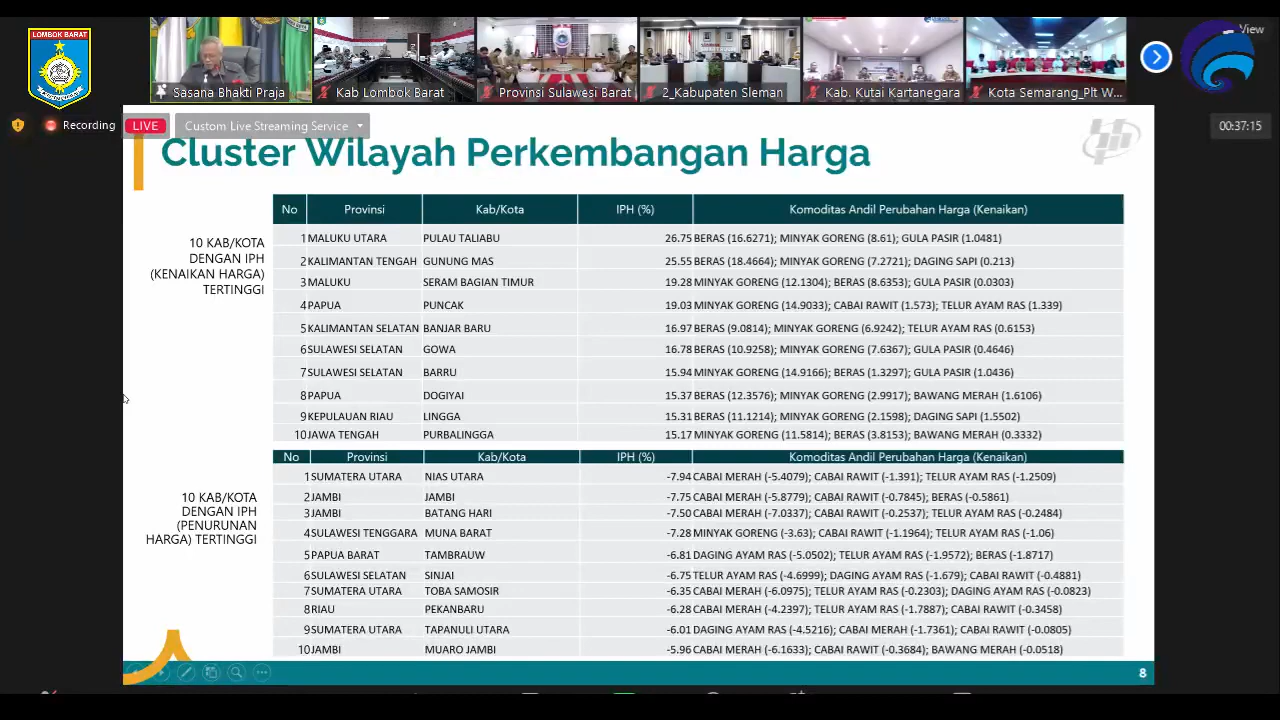 LOMBOK BARAT
Sasana Bhakti Praja
Kab Lombok Barat
Provinsi Sulawesi Barat
2_Kabupaten Sleman
Kab. Kutai Kartanegara
Kota Semarang_Plt W...
View
Recording
LIVE
Custom Live Streaming Service
00:37:15
Cluster Wilayah Perkembangan Harga
10 KAB/KOTA
DENGAN IPH
(KENAIKAN HARGA)
TERTINGGI
No Provinsi Kab/Kota IPH (%) Komoditas Andil Perubahan Harga (Kenaikan)
1 MALUKU UTARA PULAU TALIABU 26.75 BERAS (16.6271); MINYAK GORENG (8.61); GULA PASIR (1.0481)
2 KALIMANTAN TENGAH GUNUNG MAS 25.55 BERAS (18.4664); MINYAK GORENG (7.2721); DAGING SAPI (0.213)
3 MALUKU SERAM BAGIAN TIMUR 19.28 MINYAK GORENG (12.1304); BERAS (8.6353); GULA PASIR (0.0303)
4 PAPUA PUNCAK 19.03 MINYAK GORENG (14.9033); CABAI RAWIT (1.573); TELUR AYAM RAS (1.339)
5 KALIMANTAN SELATAN BANJAR BARU 16.97 BERAS (9.0814); MINYAK GORENG (6.9242); TELUR AYAM RAS (0.6153)
6 SULAWESI SELATAN GOWA 16.78 BERAS (10.9258); MINYAK GORENG (7.6367); GULA PASIR (0.4646)
7 SULAWESI SELATAN BARRU 15.94 MINYAK GORENG (14.9166); BERAS (1.3297); GULA PASIR (1.0436)
8 PAPUA DOGIYAI 15.37 BERAS (12.3576); MINYAK GORENG (2.9917); BAWANG MERAH (1.6106)
9 KEPULAUAN RIAU LINGGA 15.31 BERAS (11.1214); MINYAK GORENG (2.1598); DAGING SAPI (1.5502)
10 JAWA TENGAH PURBALINGGA 15.17 MINYAK GORENG (11.5814); BERAS (3.8153); BAWANG MERAH (0.3332)
10 KAB/KOTA
DENGAN IPH
(PENURUNAN
HARGA) TERTINGGI
No Provinsi Kab/Kota IPH (%) Komoditas Andil Perubahan Harga (Kenaikan)
1 SUMATERA UTARA NIAS UTARA -7.94 CABAI MERAH (-5.4079); CABAI RAWIT (-1.391); TELUR AYAM RAS (-1.2509)
2 JAMBI JAMBI -7.75 CABAI MERAH (-5.8779); CABAI RAWIT (-0.7845); BERAS (-0.5861)
3 JAMBI BATANG HARI -7.50 CABAI MERAH (-7.0337); CABAI RAWIT (-0.2537); TELUR AYAM RAS (-0.2484)
4 SULAWESI TENGGARA MUNA BARAT -7.28 MINYAK GORENG (-3.63); CABAI RAWIT (-1.1964); TELUR AYAM RAS (-1.06)
5 PAPUA BARAT TAMBRAUW -6.81 DAGING AYAM RAS (-5.0502); TELUR AYAM RAS (-1.9572); BERAS (-1.8717)
6 SULAWESI SELATAN SINJAI -6.75 TELUR AYAM RAS (-4.6999); DAGING AYAM RAS (-1.679); CABAI RAWIT (-0.4881)
7 SUMATERA UTARA TOBA SAMOSIR -6.35 CABAI MERAH (-6.0975); TELUR AYAM RAS (-0.2303); DAGING AYAM RAS (-0.0823)
8 RIAU PEKANBARU -6.28 CABAI MERAH (-4.2397); TELUR AYAM RAS (-1.7887); CABAI RAWIT (-0.3458)
9 SUMATERA UTARA TAPANULI UTARA -6.01 DAGING AYAM RAS (-4.5216); CABAI MERAH (-1.7361); CABAI RAWIT (-0.0805)
10 JAMBI MUARO JAMBI -5.96 CABAI MERAH (-6.1633); CABAI RAWIT (-0.3684); BAWANG MERAH (-0.0518)
8